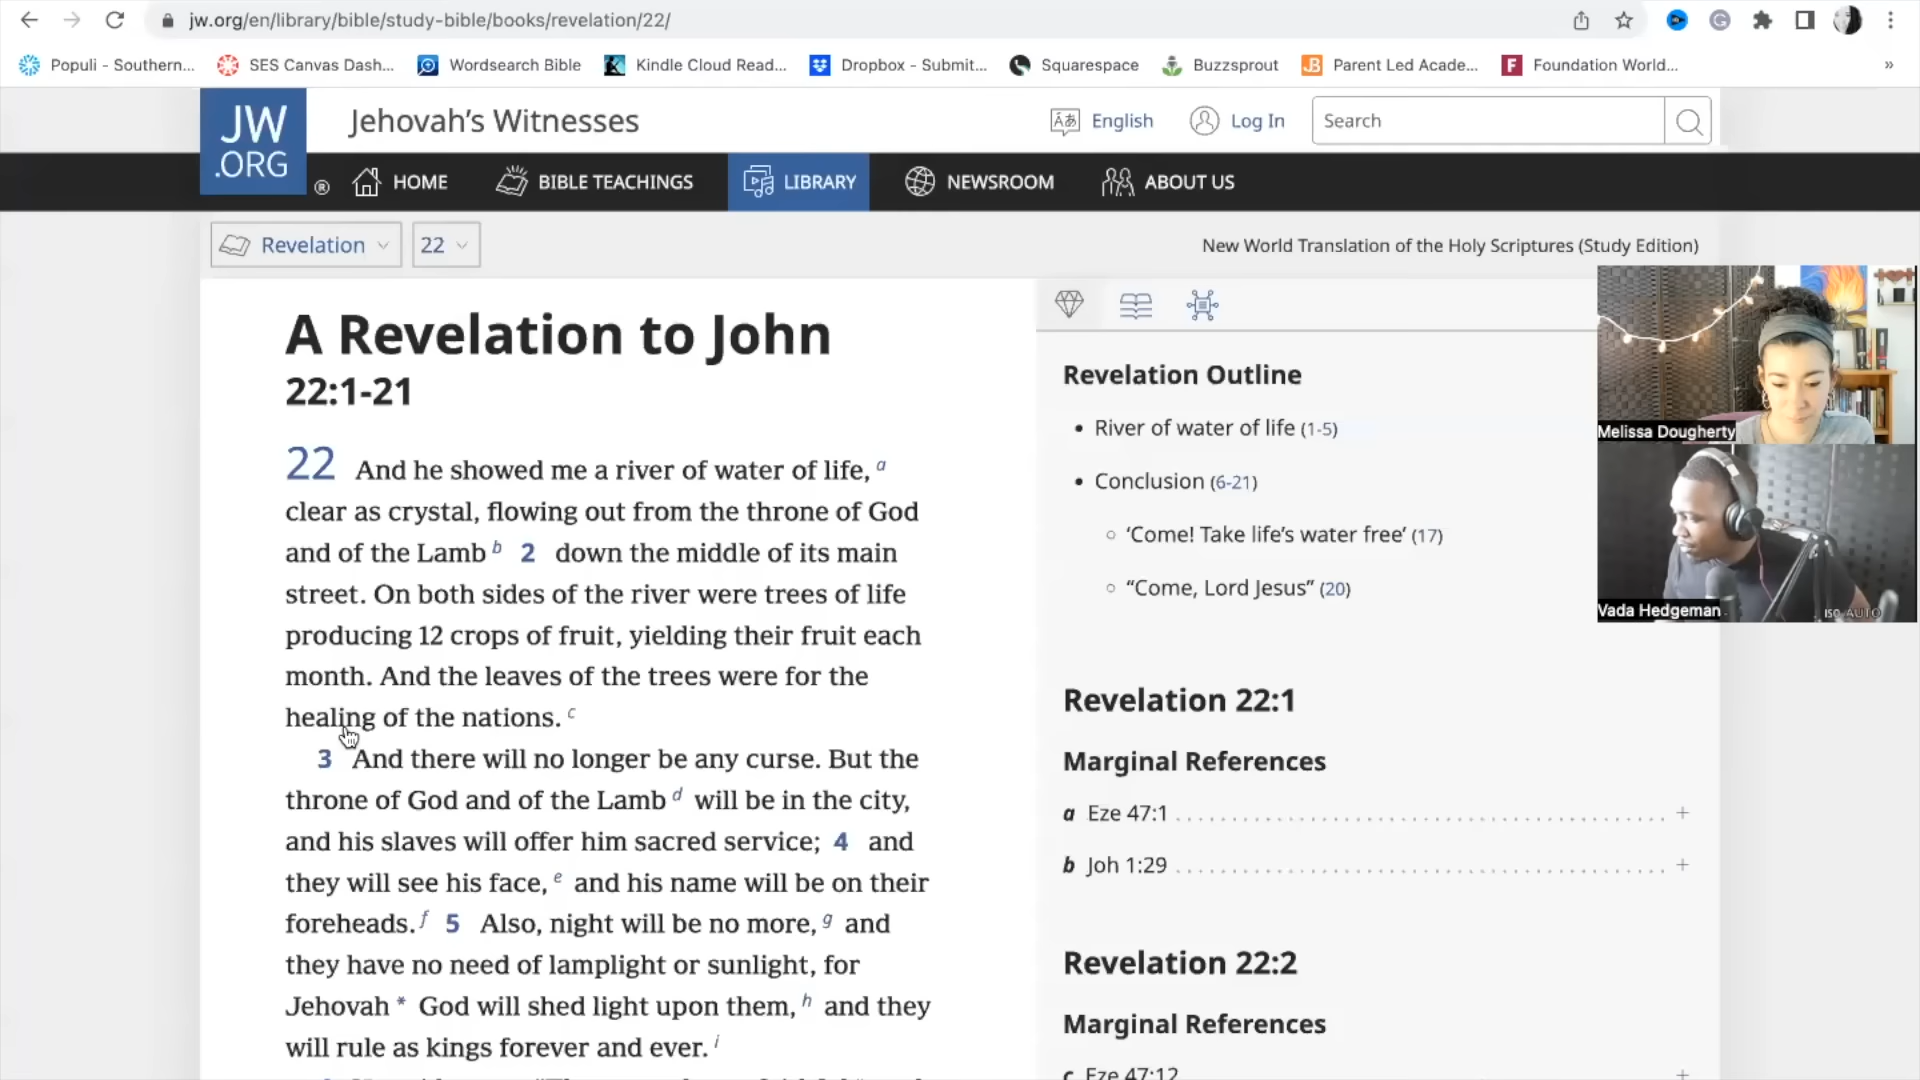 jw.org/en/library/bible/study-bible/books/revelation/22/
Populi - Southern...
SES Canvas Dash...
Wordsearch Bible
Kindle Cloud Read...
Dropbox - Submit...
Squarespace
Buzzsprout
Parent Led Acade...
Foundation World...
»
JW
.ORG
®
Jehovah's Witnesses
English
Log In
Search
HOME
BIBLE TEACHINGS
LIBRARY
NEWSROOM
ABOUT US
Revelation
22
New World Translation of the Holy Scriptures (Study Edition)
A Revelation to John
22:1-21
22 And he showed me a river of water of life, a
clear as crystal, flowing out from the throne of God
and of the Lamb b 2 down the middle of its main
street. On both sides of the river were trees of life
producing 12 crops of fruit, yielding their fruit each
month. And the leaves of the trees were for the
healing of the nations. c
3 And there will no longer be any curse. But the
throne of God and of the Lamb d will be in the city,
and his slaves will offer him sacred service; 4 and
they will see his face, e and his name will be on their
foreheads. f 5 Also, night will be no more, g and
they have no need of lamplight or sunlight, for
Jehovah * God will shed light upon them, h and they
will rule as kings forever and ever. i
Revelation Outline
• River of water of life (1-5)
• Conclusion (6-21)
○ ‘Come! Take life’s water free’ (17)
○ “Come, Lord Jesus” (20)
Revelation 22:1
Marginal References
a Eze 47:1 +
b Joh 1:29 +
Revelation 22:2
Marginal References
c Eze 47:12 +
Melissa Dougherty
Vada Hedgeman
ISO AUTO